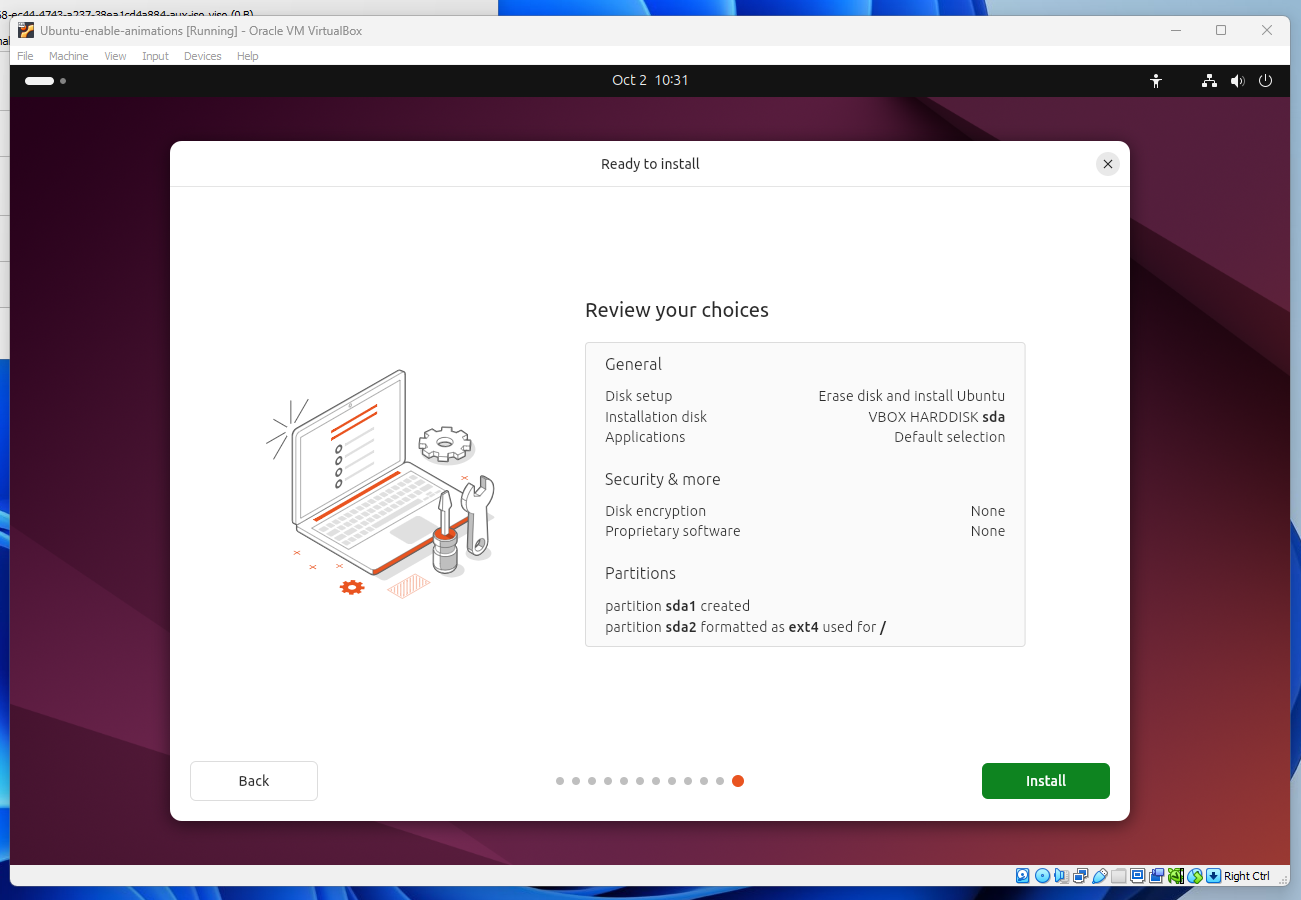 58-ec44-4743-a237-38ea1cd4a884-aux-iso.viso (0 B)
Ubuntu-enable-animations [Running] - Oracle VM VirtualBox
File Machine View Input Devices Help
Oct 2 10:31
Ready to install
Review your choices
General
Disk setup Erase disk and install Ubuntu
Installation disk VBOX HARDDISK sda
Applications Default selection
Security & more
Disk encryption None
Proprietary software None
Partitions
partition sda1 created
partition sda2 formatted as ext4 used for /
Back
Install
Right Ctrl